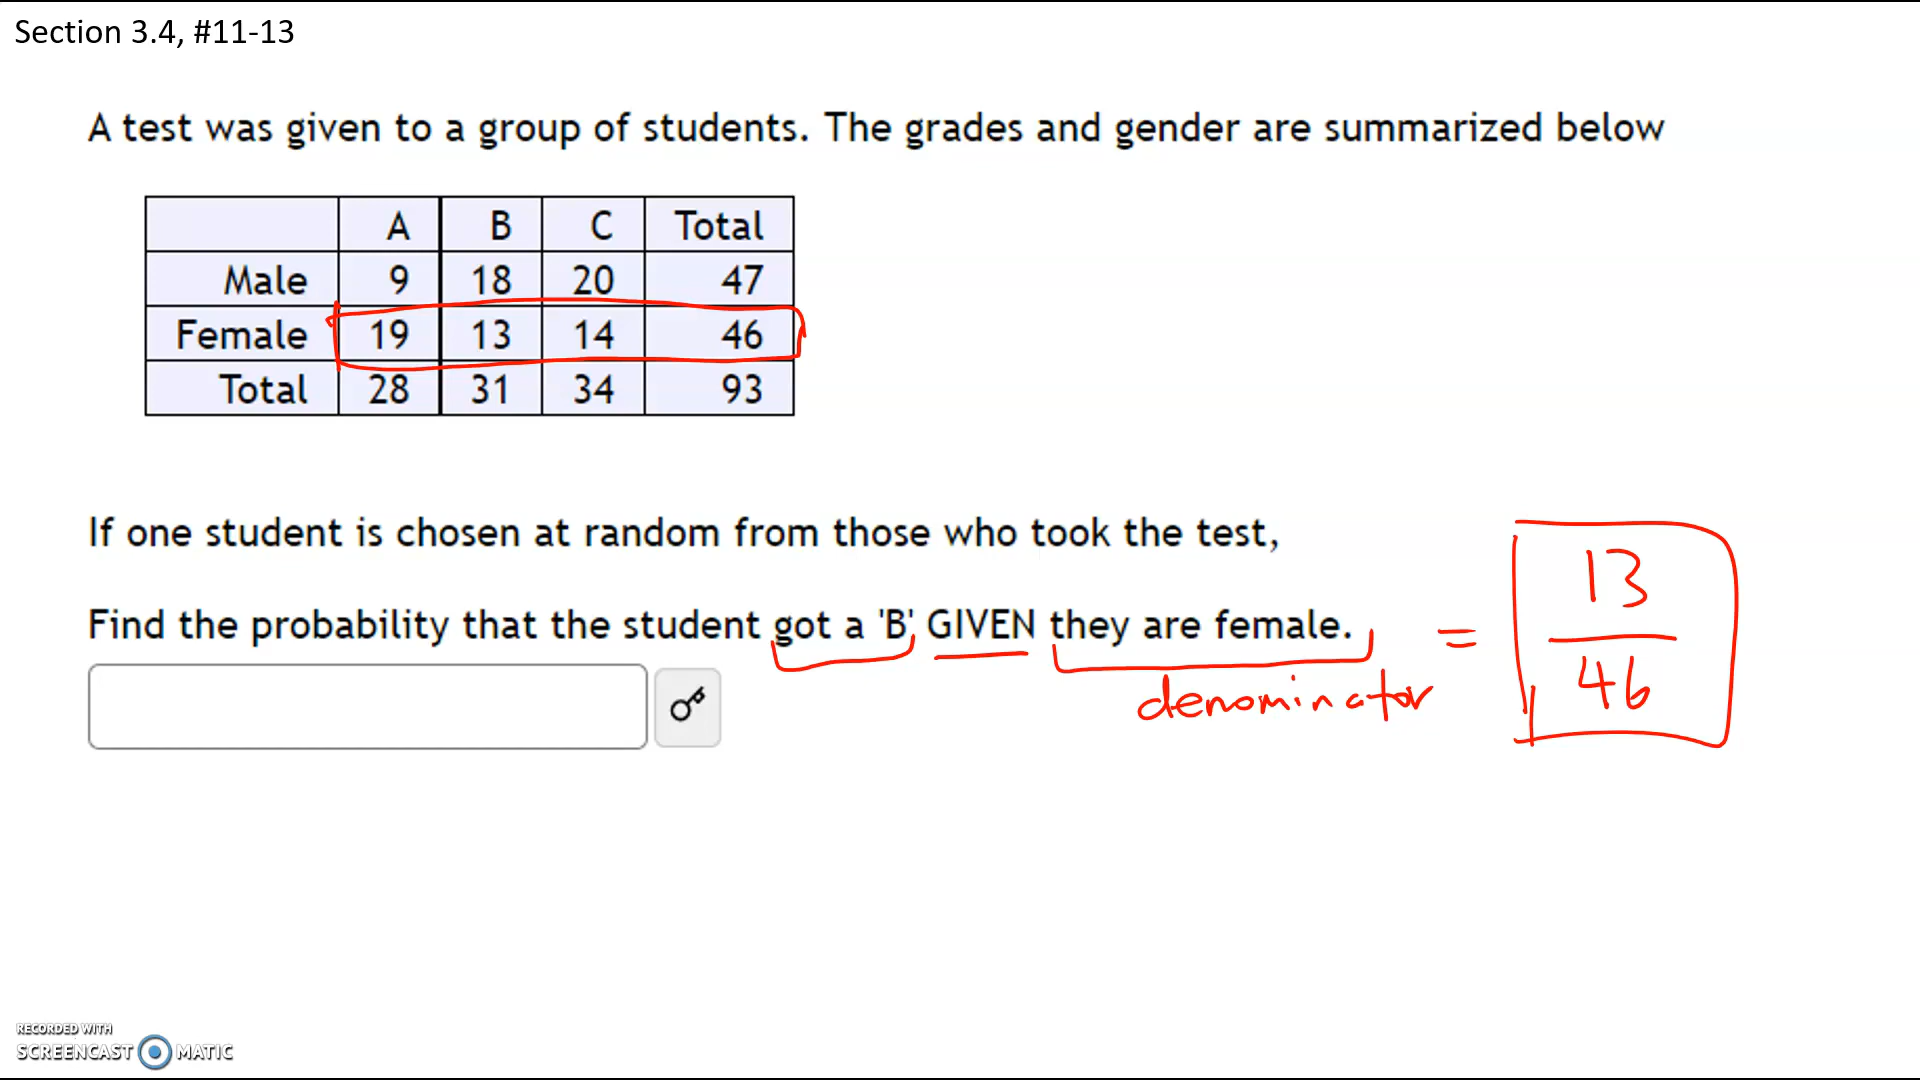 Section 3.4, #11-13
A test was given to a group of students. The grades and gender are summarized below
A B C Total
Male 9 18 20 47
Female 19 13 14 46
Total 28 31 34 93
If one student is chosen at random from those who took the test,
Find the probability that the student got a 'B' GIVEN they are female.
denominator
= 13
46
RECORDED WITH
SCREENCAST MATIC